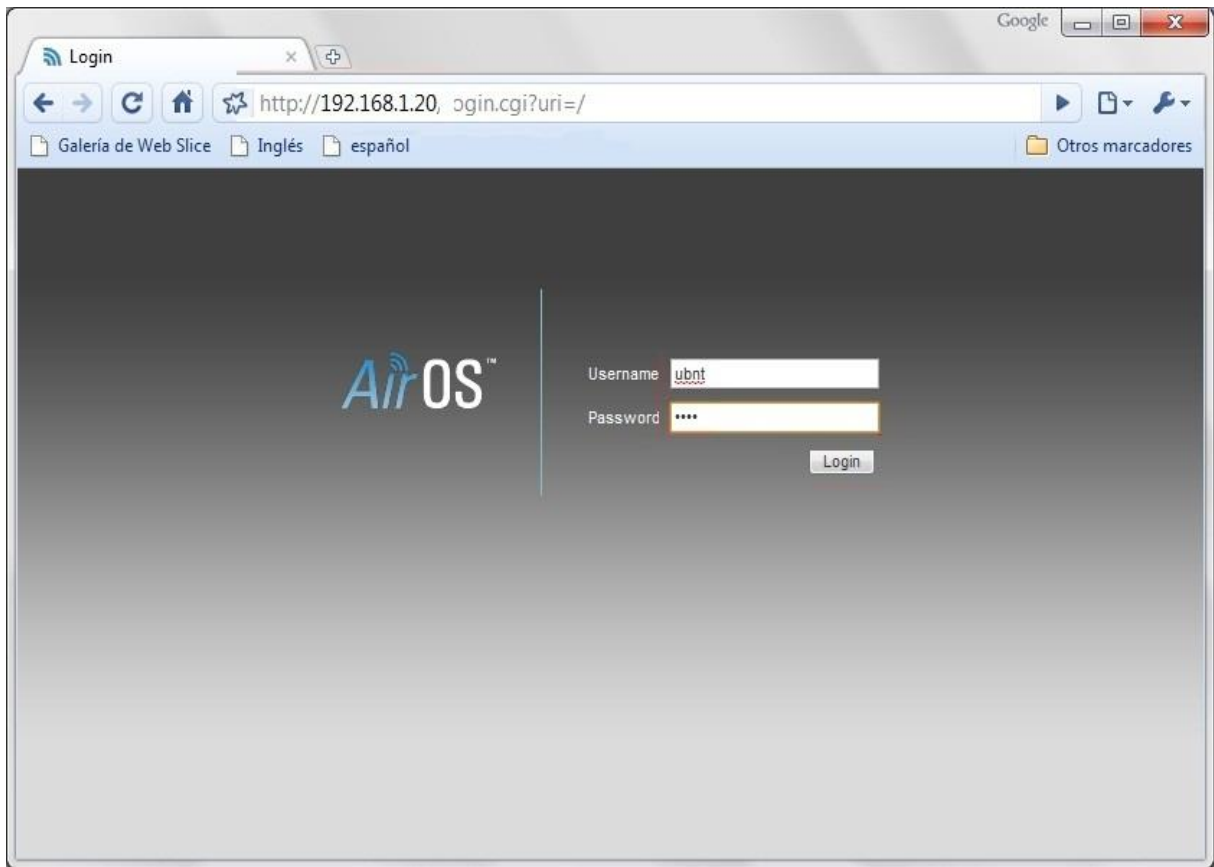 Google
Login
http://192.168.1.20, ogin.cgi?uri=/
Galería de Web Slice Inglés español Otros marcadores
AirOS™
Username ubnt
Password ••••
Login